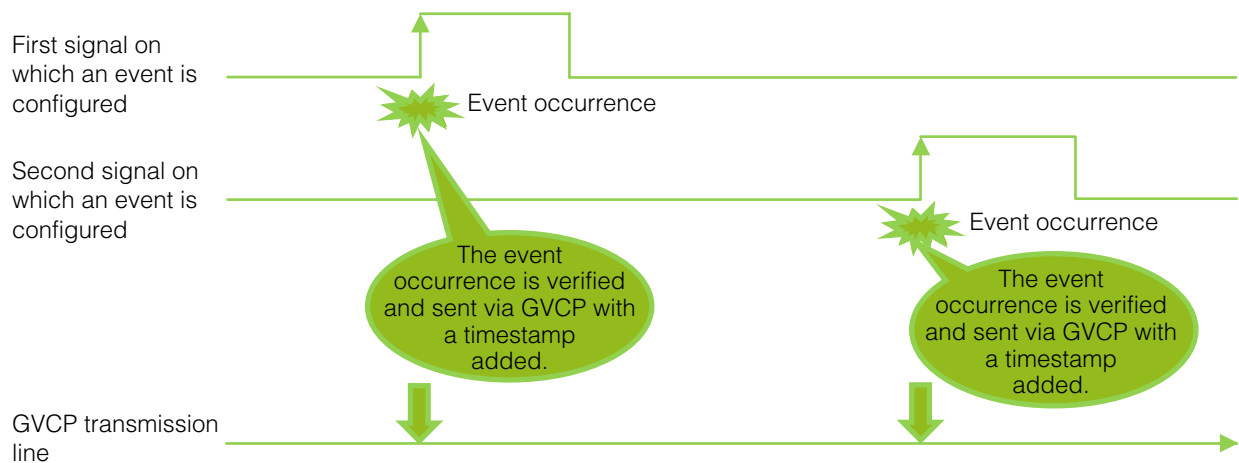 First signal on
which an event is
configured
Event occurrence
Second signal on
which an event is
configured
Event occurrence
The event
occurrence is verified
and sent via GVCP with
a timestamp
added.
The event
occurrence is verified
and sent via GVCP with
a timestamp
added.
GVCP transmission
line